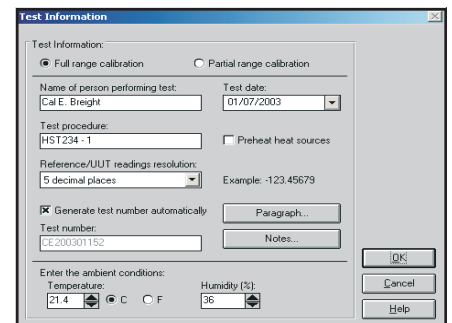 Test Information
Test Information:
Full range calibration Partial range calibration
Name of person performing test: Test date:
Cal E. Breight 01/07/2003
Test procedure:
HST234 - 1 Preheat heat sources
Reference/UUT readings resolution:
5 decimal places Example: -123.45679
Generate test number automatically Paragraph...
Test number:
CE200301152 Notes...
OK
Enter the ambient conditions:
Temperature: Humidity (%): Cancel
21.4 C F 36
Help